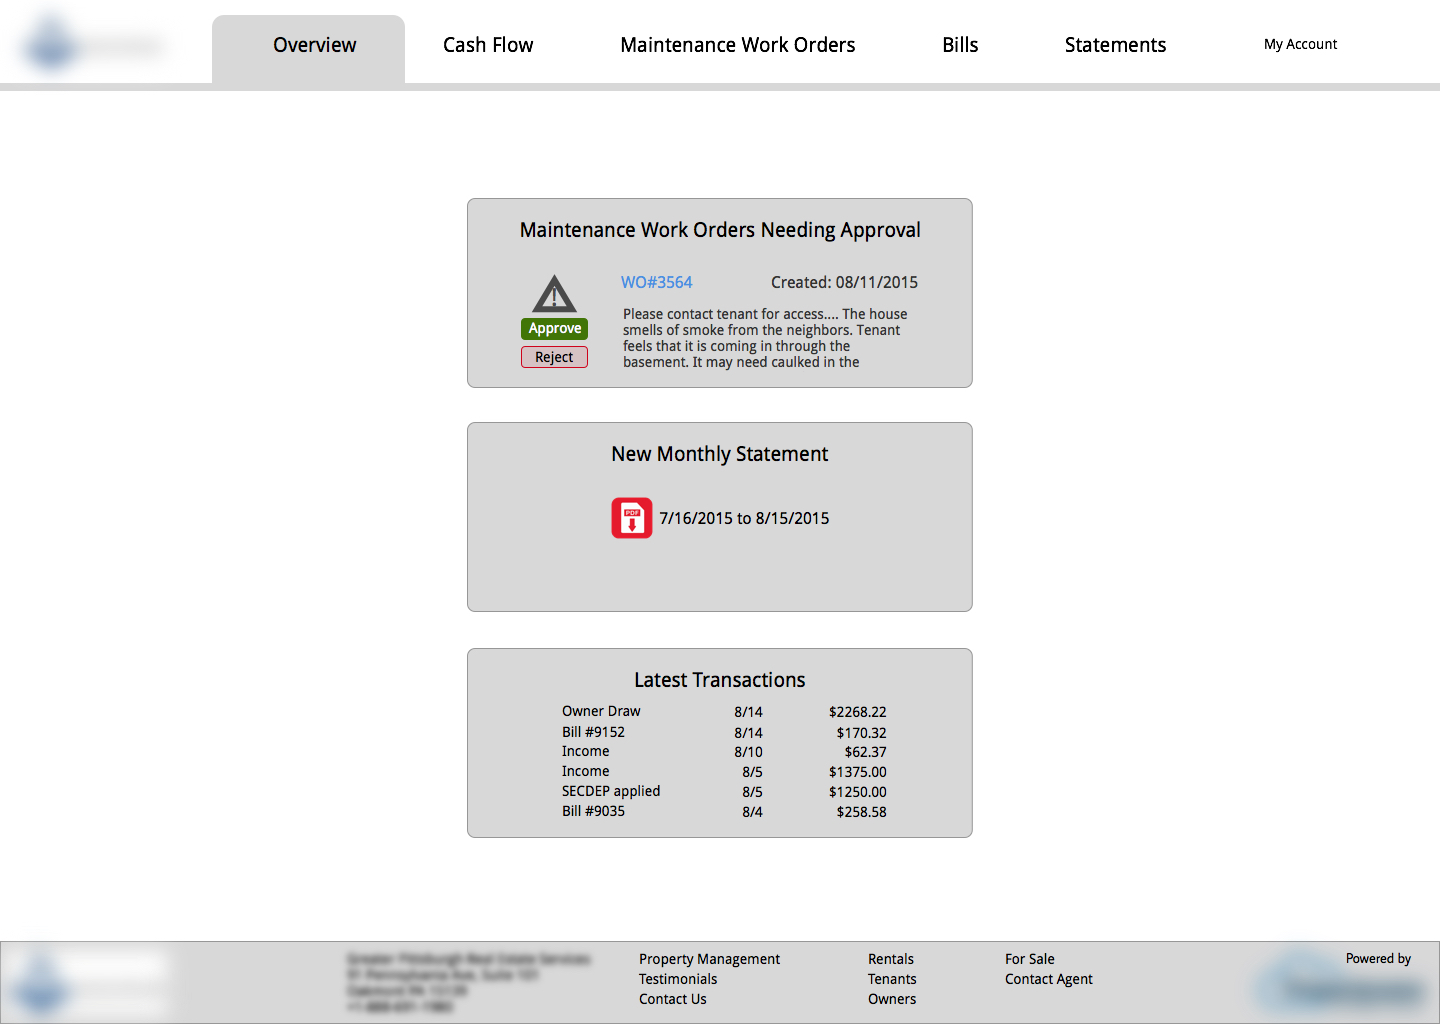 Overview
Cash Flow
Maintenance Work Orders
Bills
Statements
My Account
Maintenance Work Orders Needing Approval
WO#3564 Created: 08/11/2015
Please contact tenant for access.... The house
smells of smoke from the neighbors. Tenant
feels that it is coming in through the
basement. It may need caulked in the
Approve
Reject
New Monthly Statement
PDF
7/16/2015 to 8/15/2015
Latest Transactions
Owner Draw 8/14 $2268.22
Bill #9152 8/14 $170.32
Income 8/10 $62.37
Income 8/5 $1375.00
SECDEP applied 8/5 $1250.00
Bill #9035 8/4 $258.58
Property Management
Testimonials
Contact Us
Rentals
Tenants
Owners
For Sale
Contact Agent
Powered by